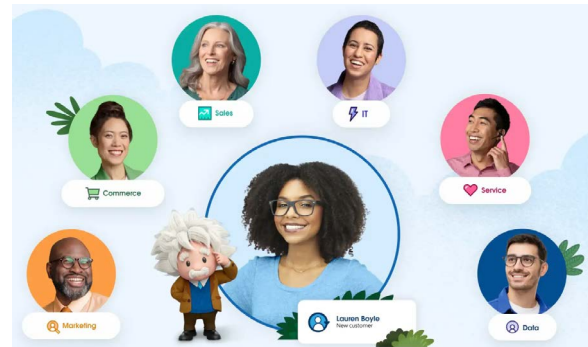 Sales
IT
Commerce
Service
Marketing
Lauren Boyle
New customer
Data